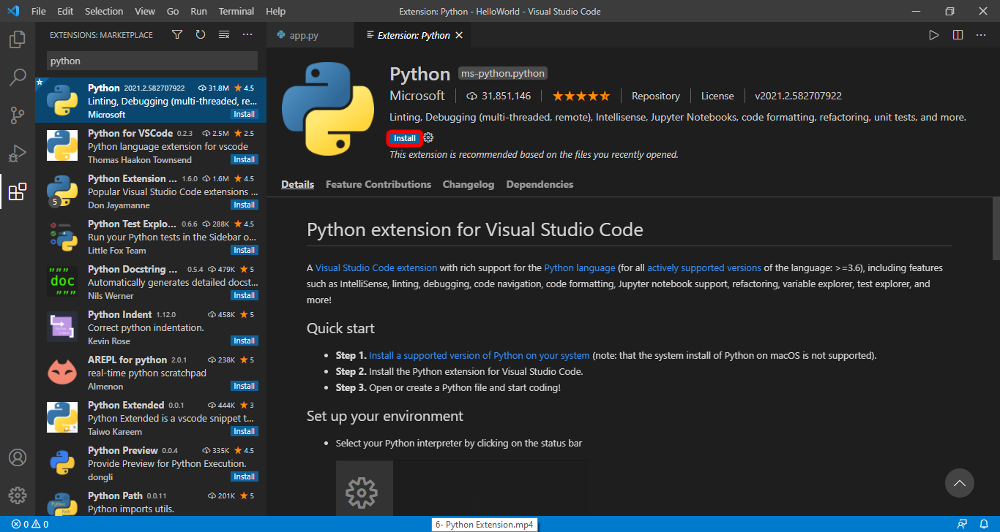 File Edit Selection View Go Run Terminal Help
Extension: Python - HelloWorld - Visual Studio Code
EXTENSIONS: MARKETPLACE
python
Python 2021.2.582707922 31.8M 4.5
Linting, Debugging (multi-threaded, re...
Microsoft Install
Python for VSCode 0.2.3 2.5M 2.5
Python language extension for vscode
Thomas Haakon Townsend Install
Python Extension ... 1.6.0 1.6M 4.5
Popular Visual Studio Code extensions ...
5
Don Jayamanne Install
Python Test Explo... 0.6.6 288K 4.5
Run your Python tests in the Sidebar o...
Little Fox Team Install
"""
doc
"""
Python Docstring ... 0.5.4 479K 5
Automatically generates detailed docst...
Nils Werner Install
Python Indent 1.12.0 458K 5
Correct python indentation.
Kevin Rose Install
AREPL for python 2.0.1 238K 5
real-time python scratchpad
Almenon Install
Python Extended 0.0.1 444K 3
Python Extended is a vscode snippet t...
Taiwo Kareem Install
Python Preview 0.0.4 335K 4.5
Provide Preview for Python Execution.
dongli Install
Python Path 0.0.11 201K 5
Python imports utils.
app.py
Extension: Python
Python ms-python.python
Microsoft 31,851,146 Repository License v2021.2.582707922
Linting, Debugging (multi-threaded, remote), Intellisense, Jupyter Notebooks, code formatting, refactoring, unit tests, and more.
Install
This extension is recommended based on the files you recently opened.
Details Feature Contributions Changelog Dependencies
Python extension for Visual Studio Code
A Visual Studio Code extension with rich support for the Python language (for all actively supported versions of the language: >=3.6), including features
such as IntelliSense, linting, debugging, code navigation, code formatting, Jupyter notebook support, refactoring, variable explorer, test explorer, and
more!
Quick start
• Step 1. Install a supported version of Python on your system (note: that the system install of Python on macOS is not supported).
• Step 2. Install the Python extension for Visual Studio Code.
• Step 3. Open or create a Python file and start coding!
Set up your environment
• Select your Python interpreter by clicking on the status bar
0 0
6- Python Extension.mp4